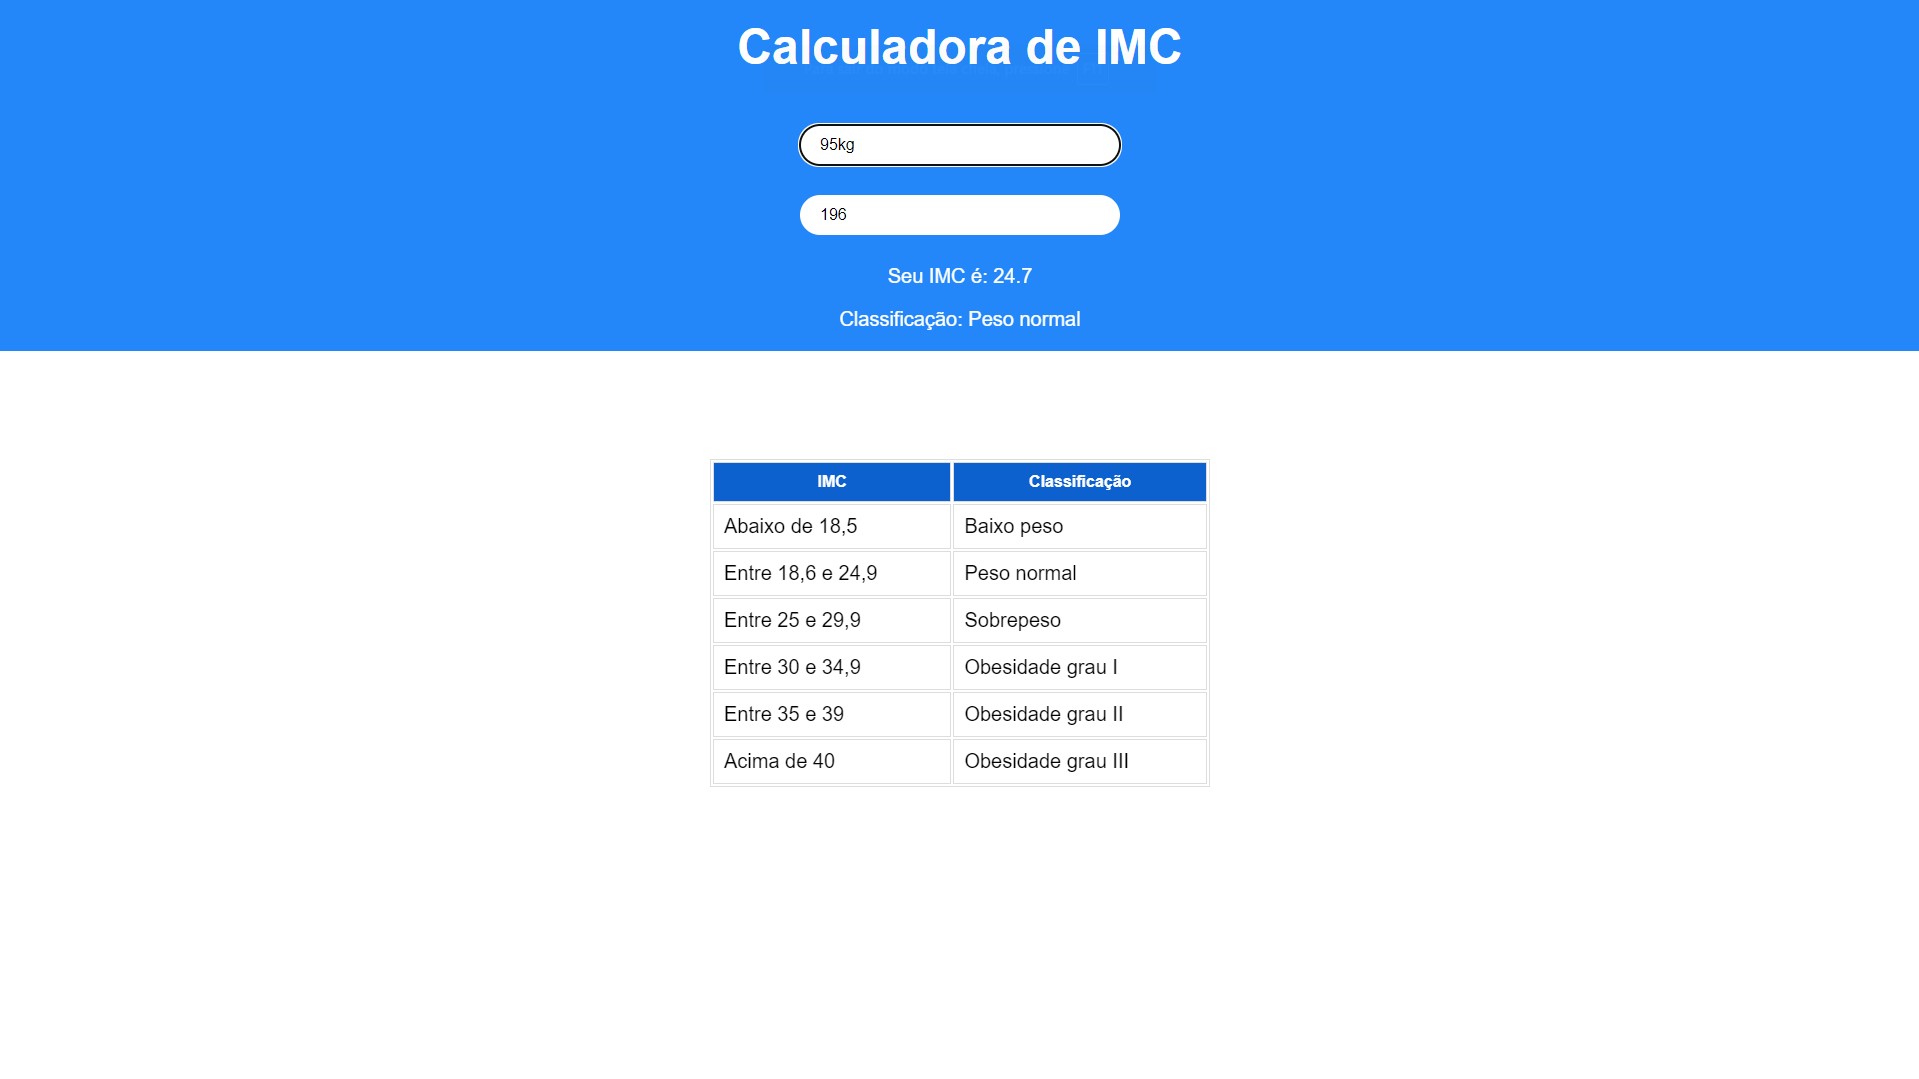 Calculadora de IMC
95kg
196
Seu IMC é: 24.7
Classificação: Peso normal
IMC Classificação
Abaixo de 18,5 Baixo peso
Entre 18,6 e 24,9 Peso normal
Entre 25 e 29,9 Sobrepeso
Entre 30 e 34,9 Obesidade grau I
Entre 35 e 39 Obesidade grau II
Acima de 40 Obesidade grau III